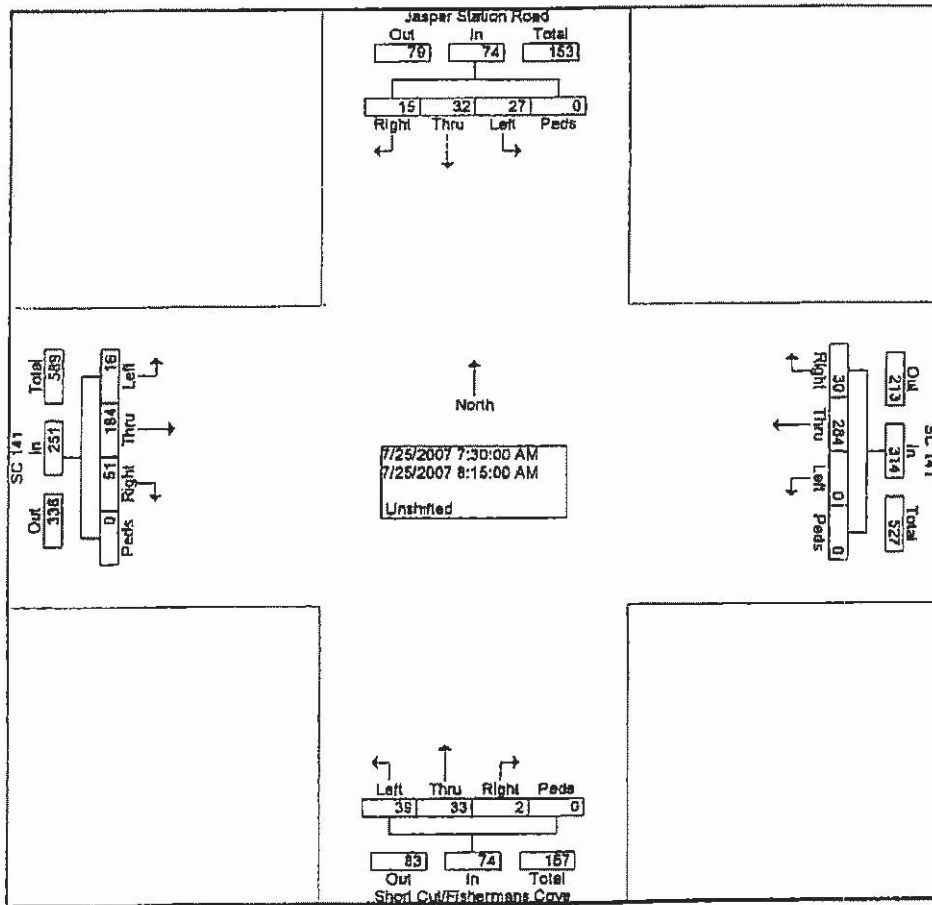 Jasper Station Road
Out In Total
79 74 153
15 32 27 0
Right Thru Left Peds
SC 141
Total In Out
589 251 338
16 184 51 0
Left Thru Right Peds
North
7/25/2007 7:30:00 AM
7/25/2007 8:15:00 AM
Unshifted
Right Thru Left Peds
30 284 0 0
Out In Total
213 314 527
SC 141
Left Thru Right Peds
39 33 2 0
83 74 157
Out In Total
Short Cut/Fishermans Cove